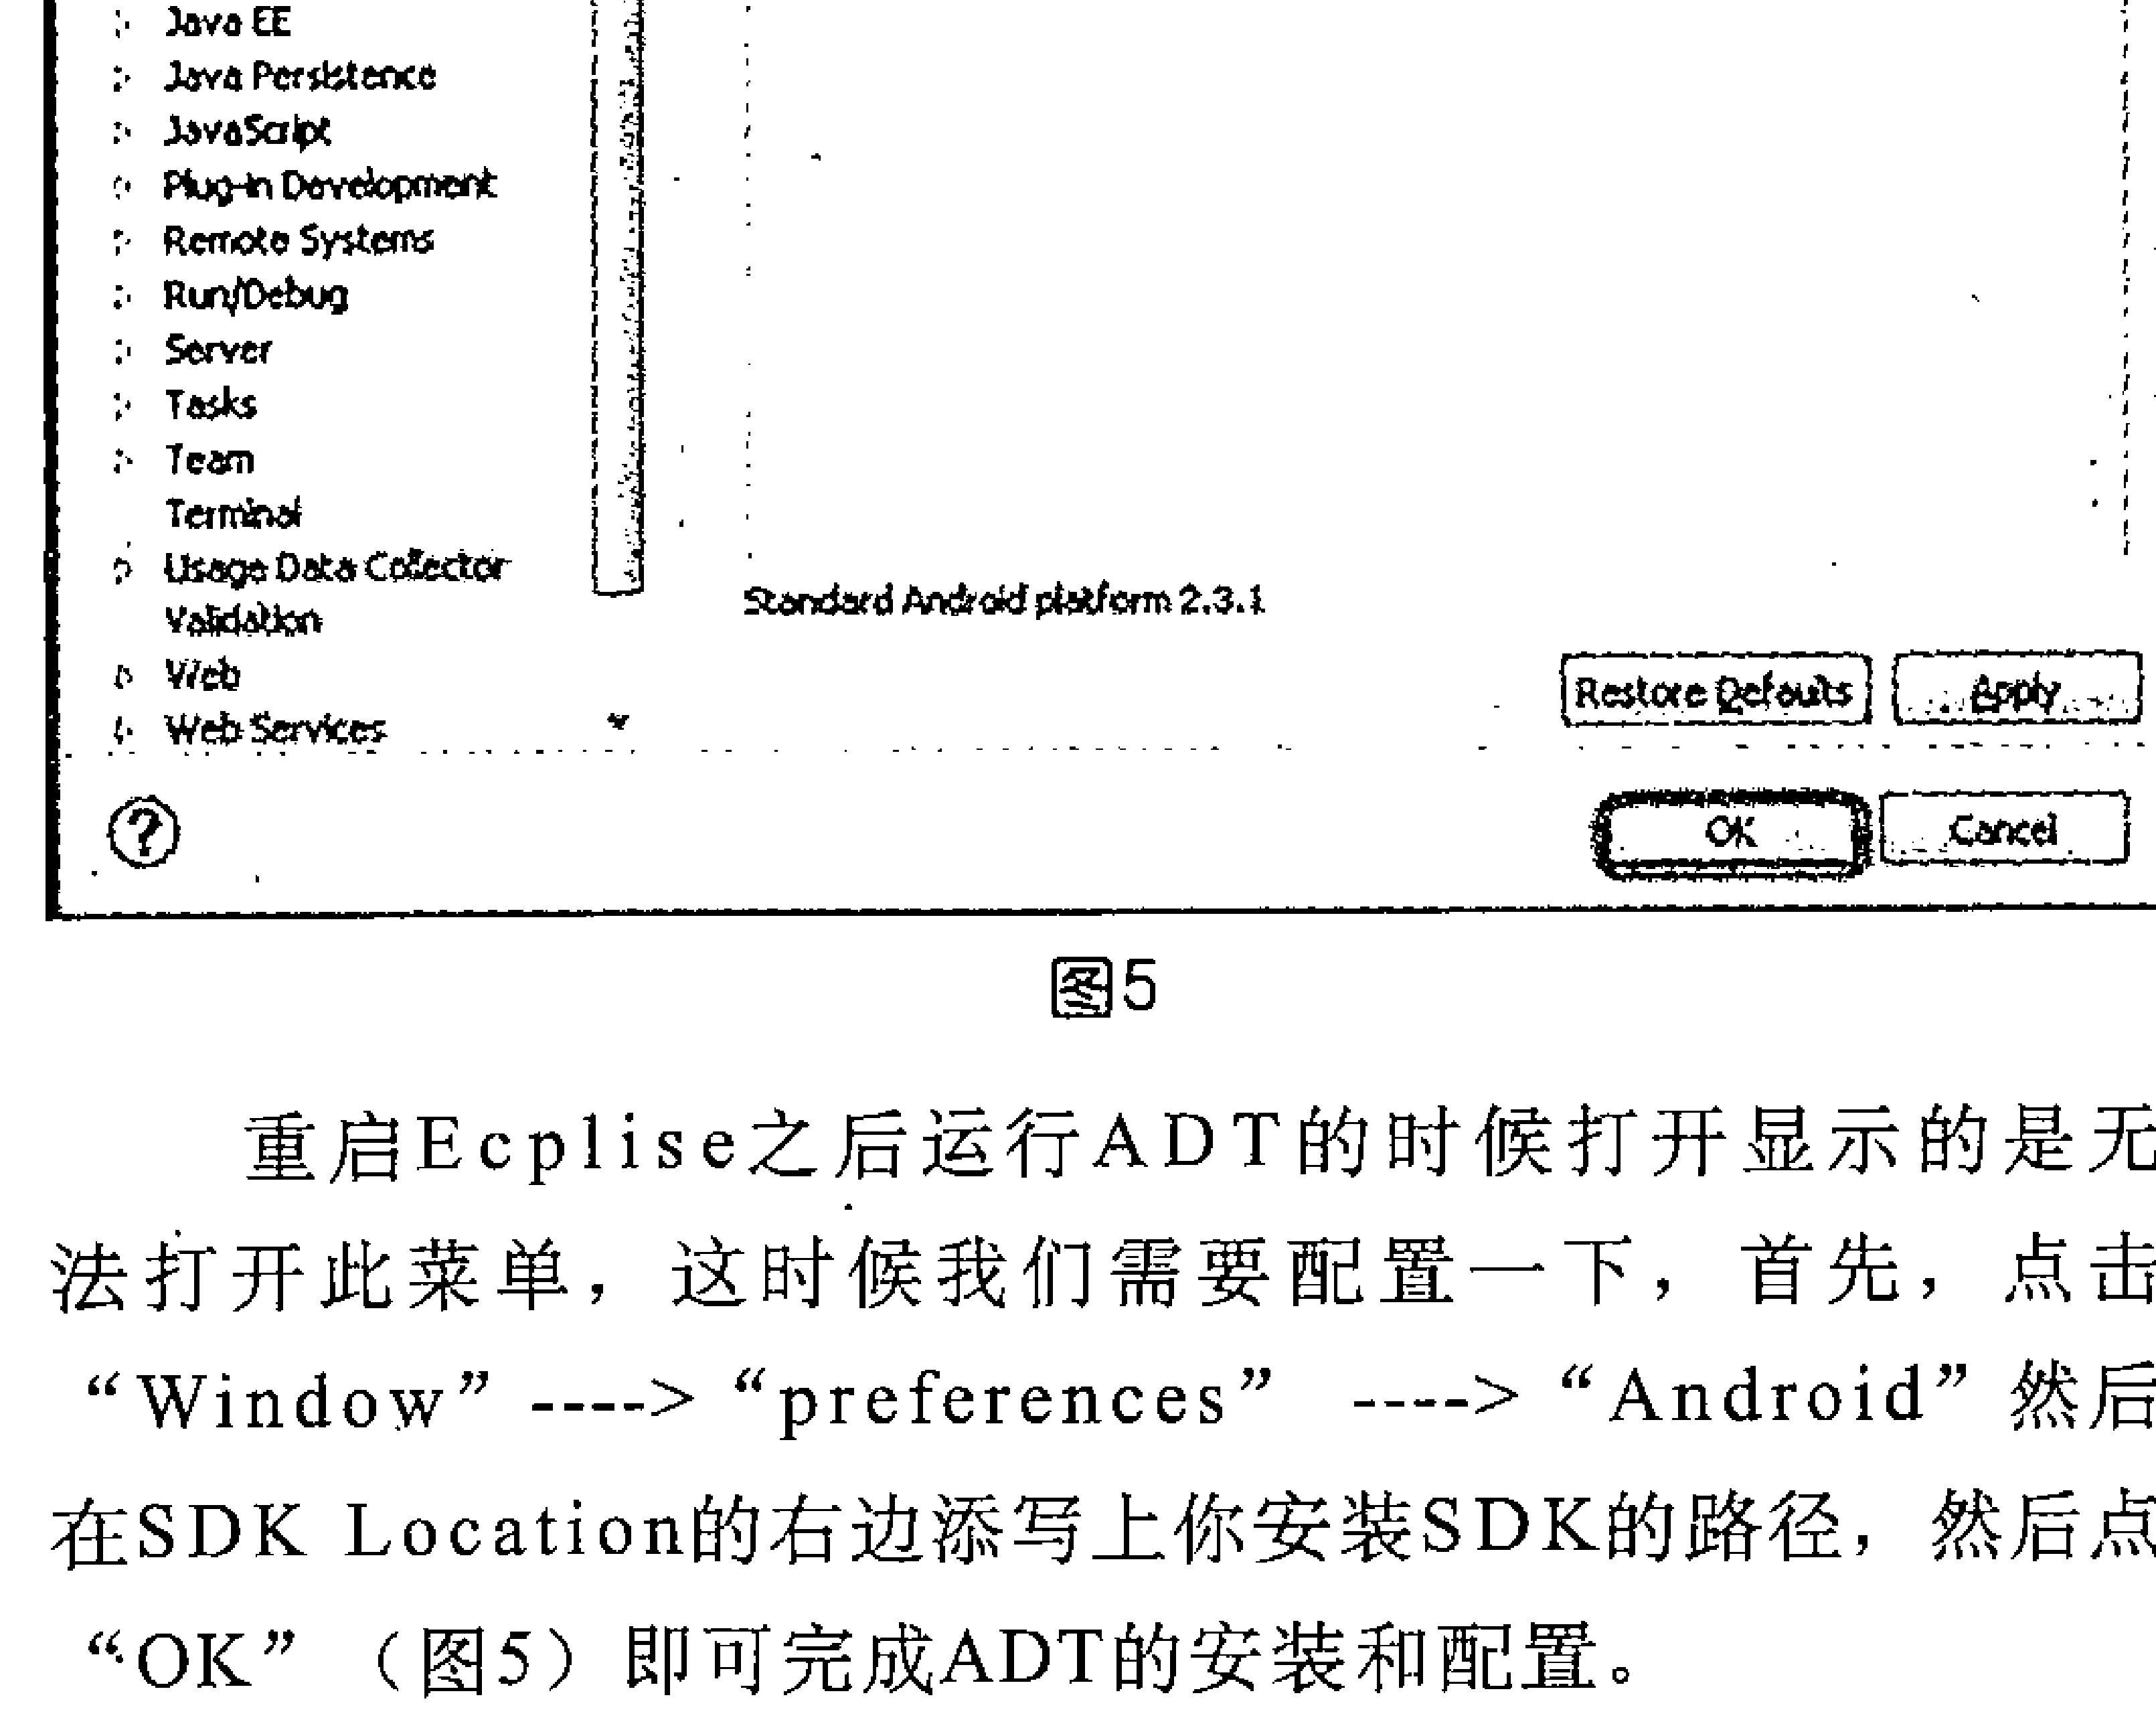 Java EE
Java Persistence
JavaScript
Plug-in Development
Remote Systems
Run/Debug
Server
Tasks
Team
Terminal
Usage Data Collector
Validation
Web
Web Services
Standard Android platform 2.3.1
Restore Defaults
Apply
?
OK
Cancel
图5
重启Ecplise之后运行ADT的时候打开显示的是无
法打开此菜单，这时候我们需要配置一下，首先，点击
“Window”---->“preferences” ---->“Android”然后
在SDK Location的右边添写上你安装SDK的路径，然后点
“OK”（图5）即可完成ADT的安装和配置。